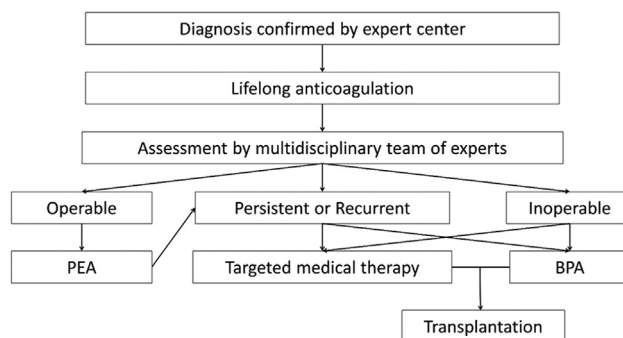 Diagnosis confirmed by expert center
Lifelong anticoagulation
Assessment by multidisciplinary team of experts
Operable
Persistent or Recurrent
Inoperable
PEA
Targeted medical therapy
BPA
Transplantation